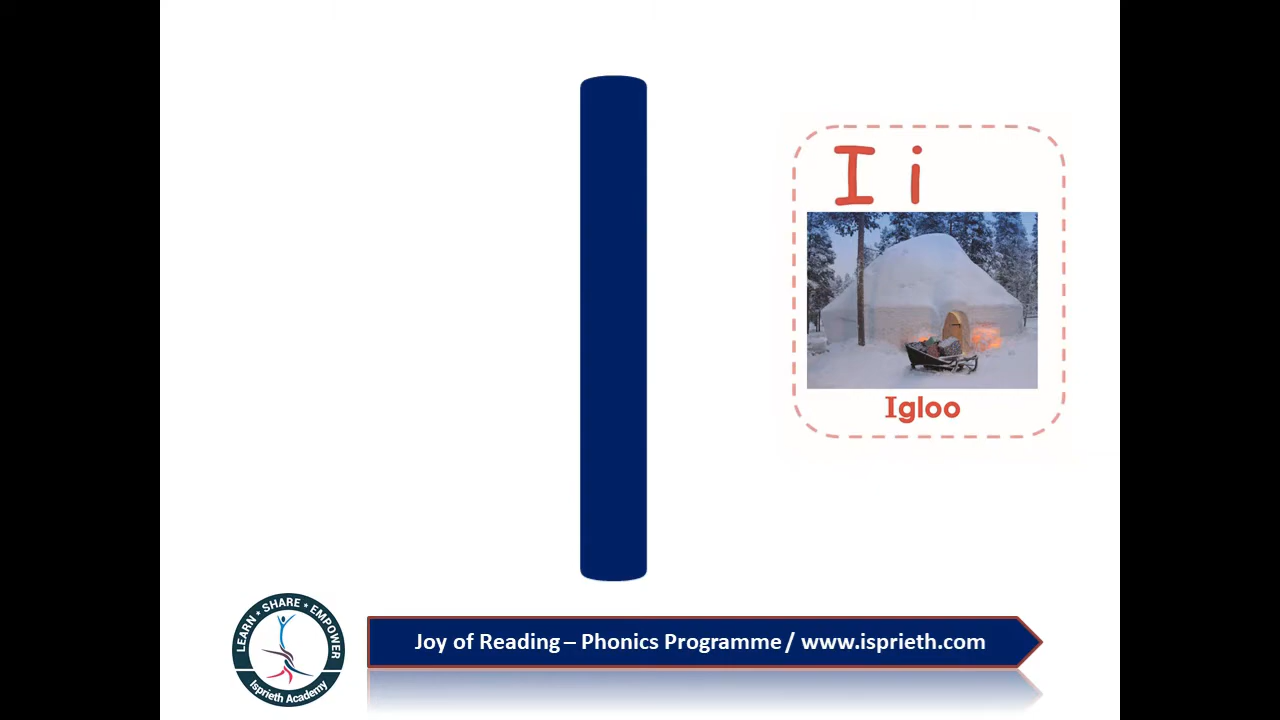 I
I i
Igloo
LEARN * SHARE * EMPOWER
Isprieth Academy
Joy of Reading – Phonics Programme / www.isprieth.com